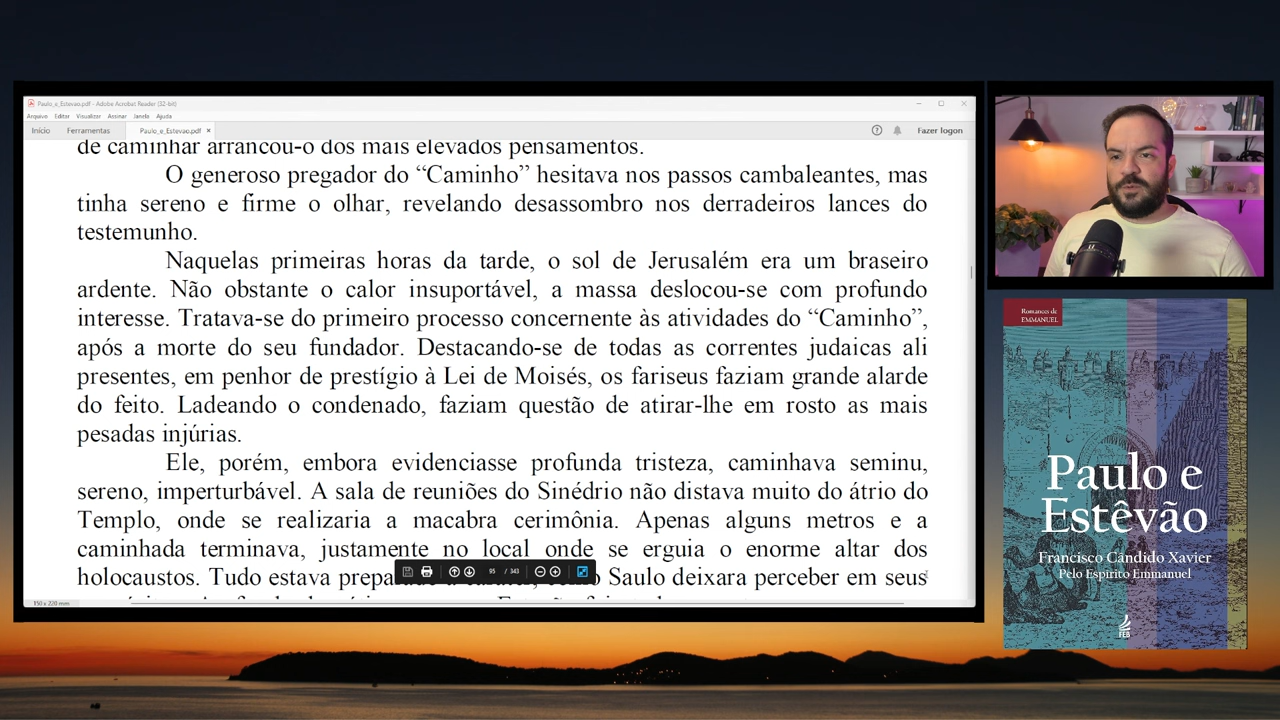 Paulo_e_Estevao.pdf - Adobe Acrobat Reader (32-bit)
Arquivo Editar Visualizar Assinar Janela Ajuda
Início Ferramentas Paulo_e_Estevao.pdf × Fazer logon
de caminhar arrancou-o dos mais elevados pensamentos.
O generoso pregador do “Caminho” hesitava nos passos cambaleantes, mas
tinha sereno e firme o olhar, revelando desassombro nos derradeiros lances do
testemunho.
Naquelas primeiras horas da tarde, o sol de Jerusalém era um braseiro
ardente. Não obstante o calor insuportável, a massa deslocou-se com profundo
interesse. Tratava-se do primeiro processo concernente às atividades do “Caminho”,
após a morte do seu fundador. Destacando-se de todas as correntes judaicas ali
presentes, em penhor de prestígio à Lei de Moisés, os fariseus faziam grande alarde
do feito. Ladeando o condenado, faziam questão de atirar-lhe em rosto as mais
pesadas injúrias.
Ele, porém, embora evidenciasse profunda tristeza, caminhava seminu,
sereno, imperturbável. A sala de reuniões do Sinédrio não distava muito do átrio do
Templo, onde se realizaria a macabra cerimônia. Apenas alguns metros e a
caminhada terminava, justamente no local onde se erguia o enorme altar dos
holocaustos. Tudo estava Saulo deixara perceber em seus
95 / 343
150 x 220 mm
Romances de
EMMANUEL
Paulo e
Estêvão
Francisco Cândido Xavier
Pelo Espírito Emmanuel
FEB